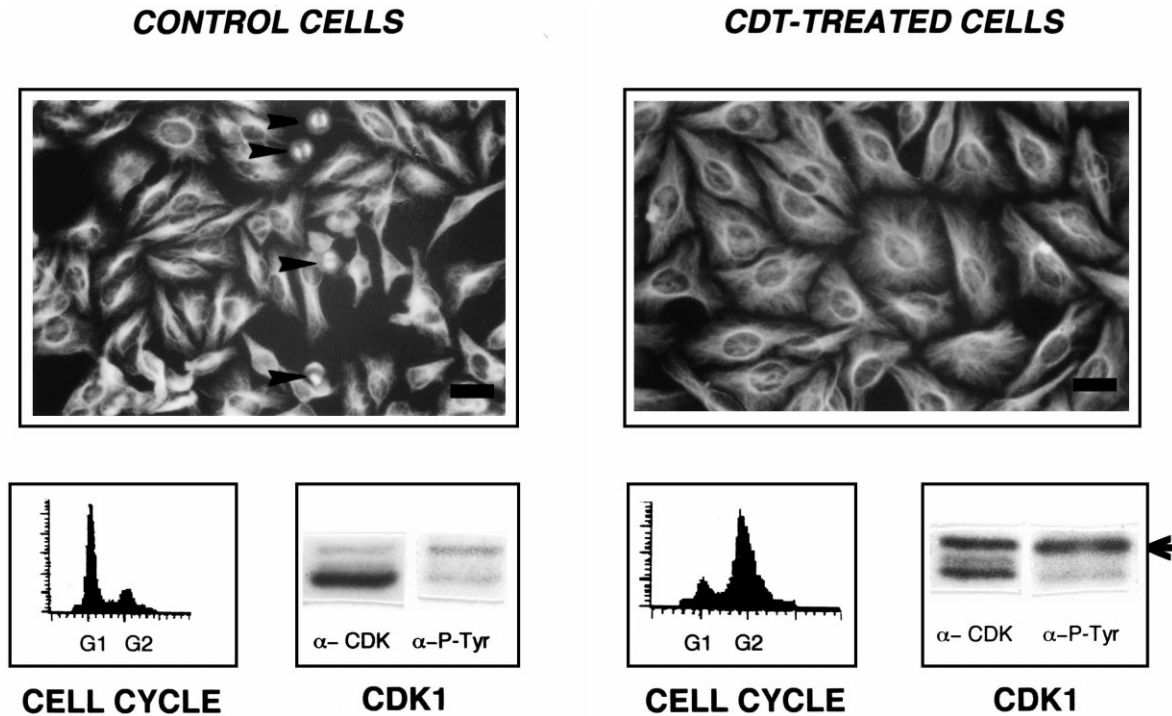 CONTROL CELLS
CDT-TREATED CELLS
G1 G2
α- CDK α-P-Tyr
G1 G2
α- CDK α-P-Tyr
CELL CYCLE
CDK1
CELL CYCLE
CDK1